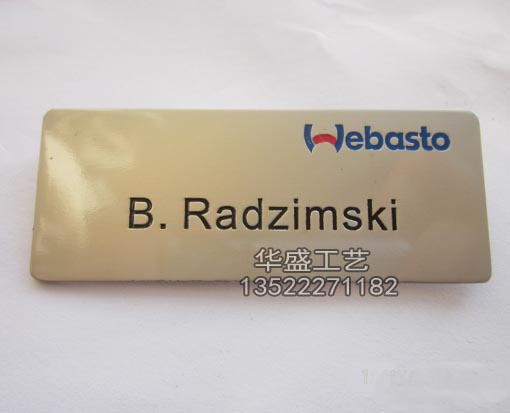 Webasto
B. Radzimski
华盛工艺
13522271182